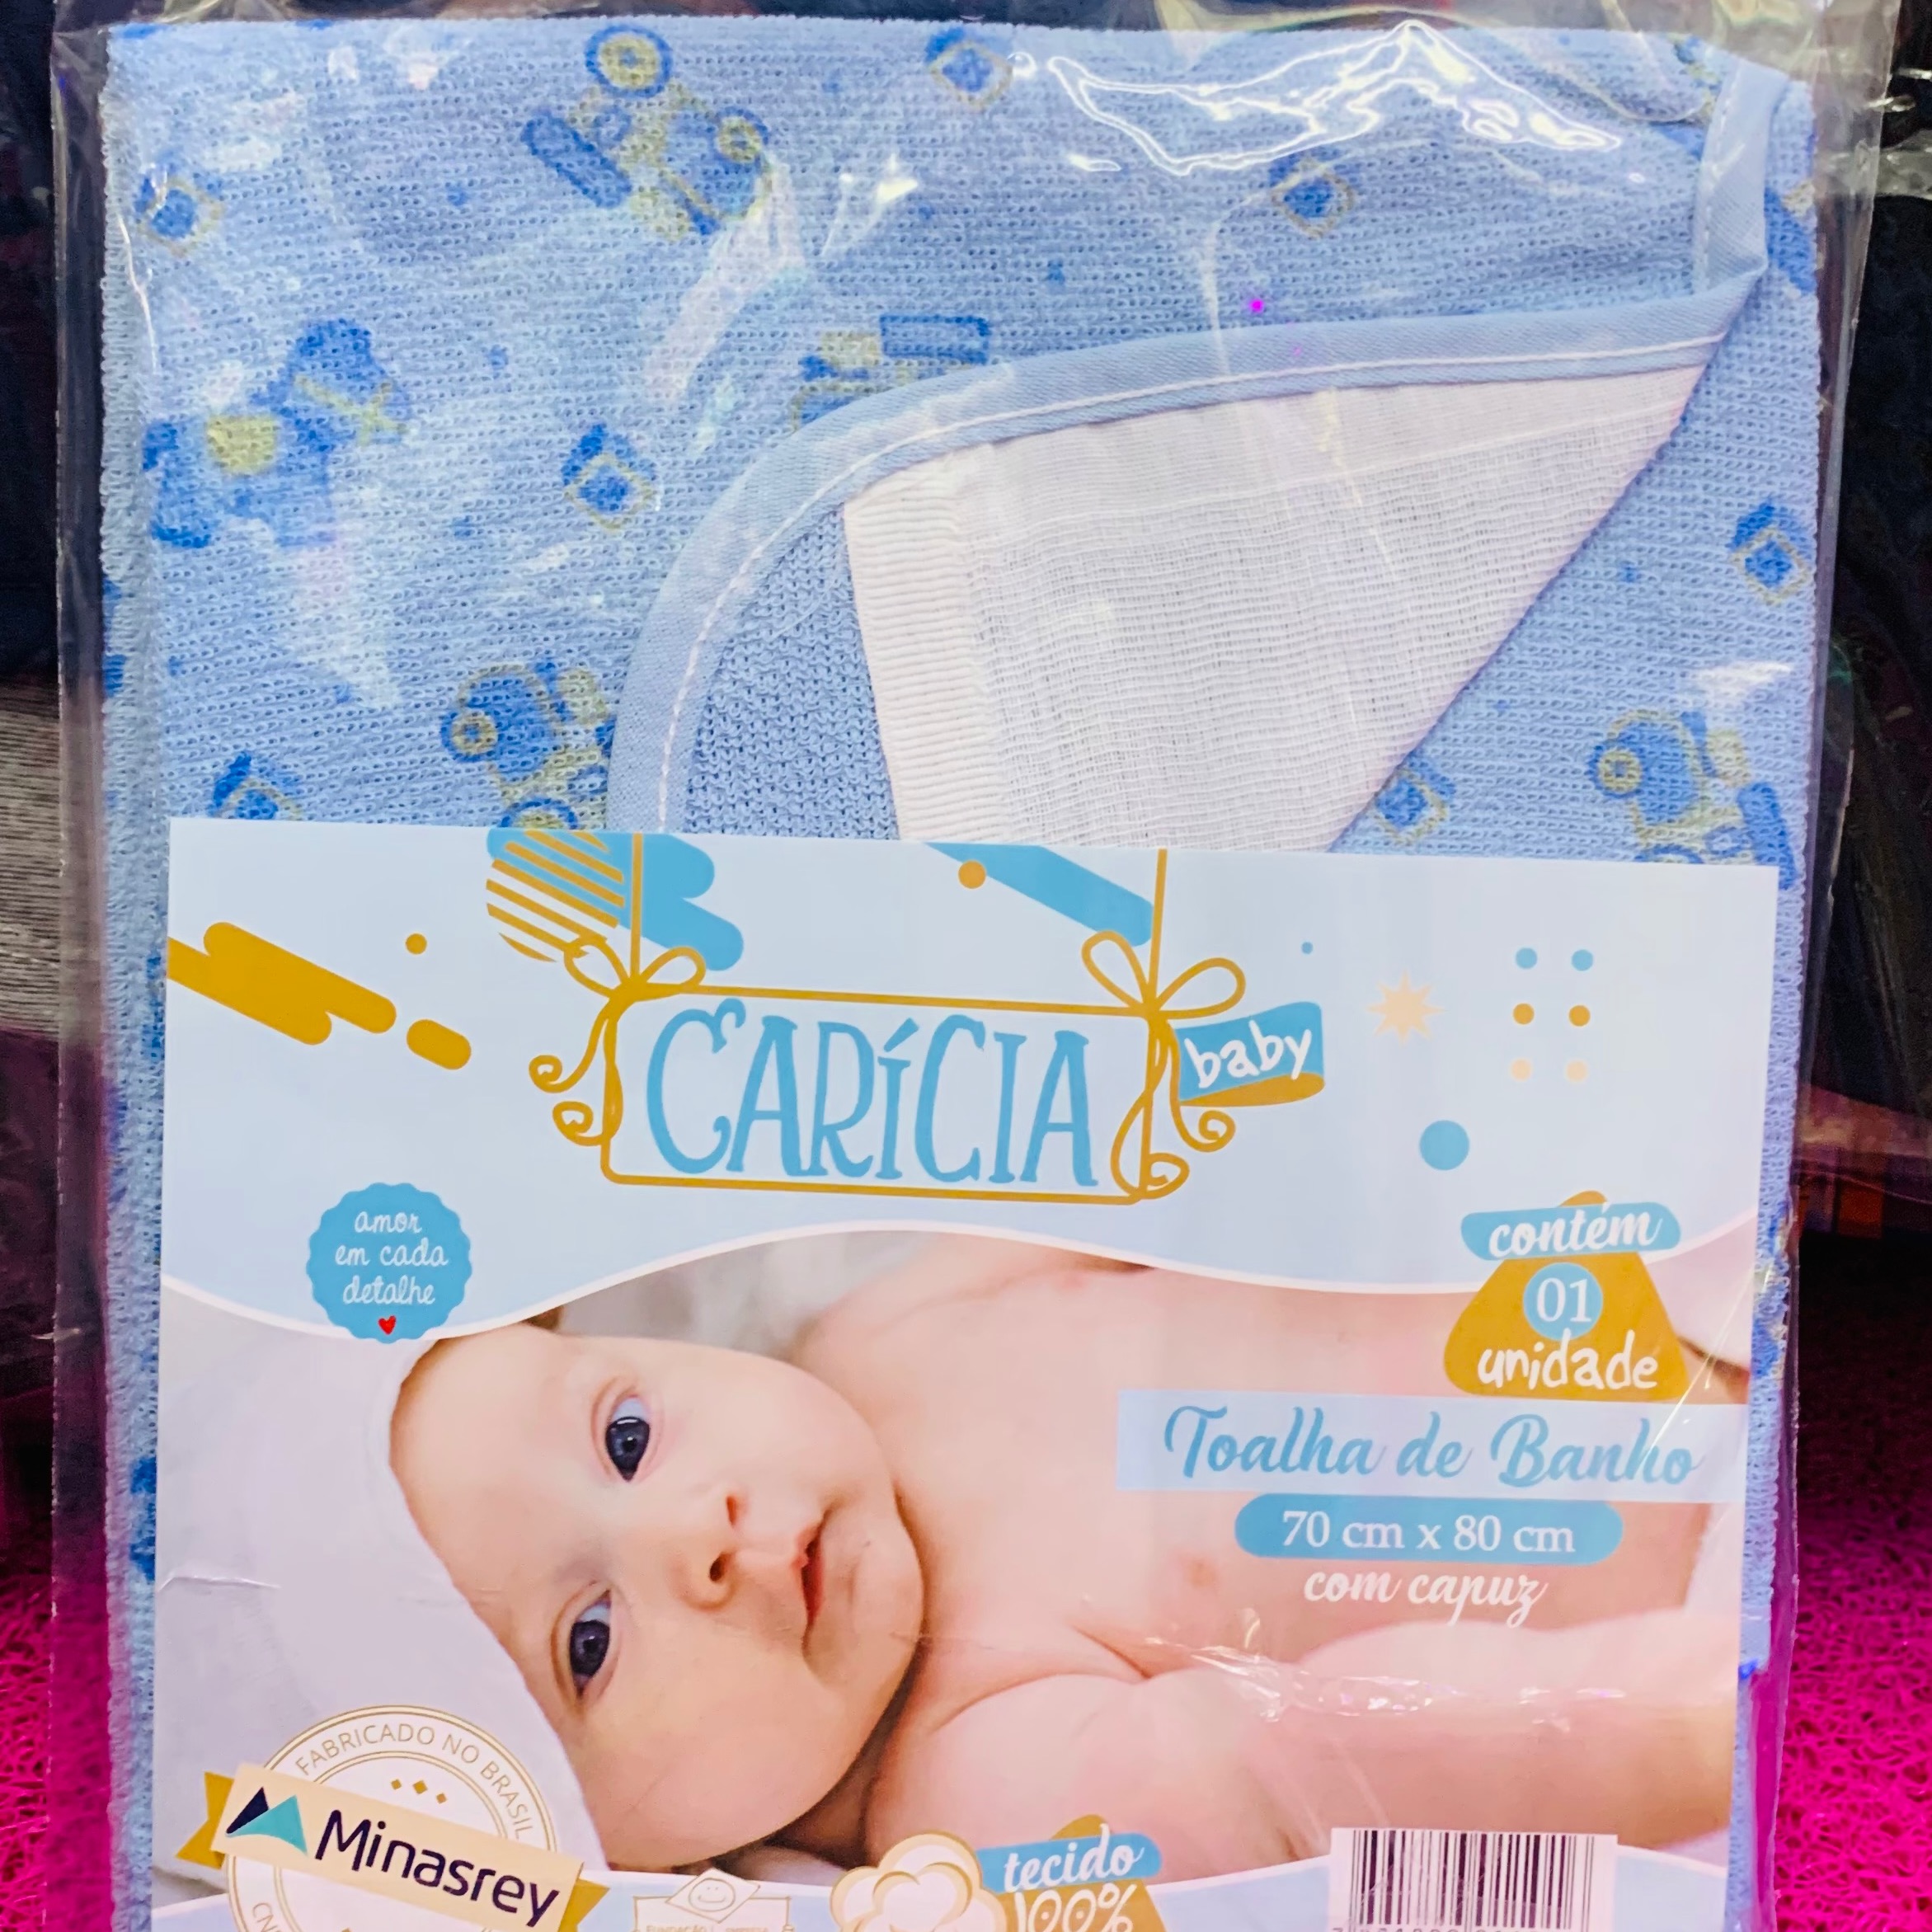 CARÍCIA
baby
amor
em cada
detalhe
contém
01
unidade
Toalha de Banho
70 cm x 80 cm
com capuz
FABRICADO NO BRASIL
Minasrey
tecido
100%